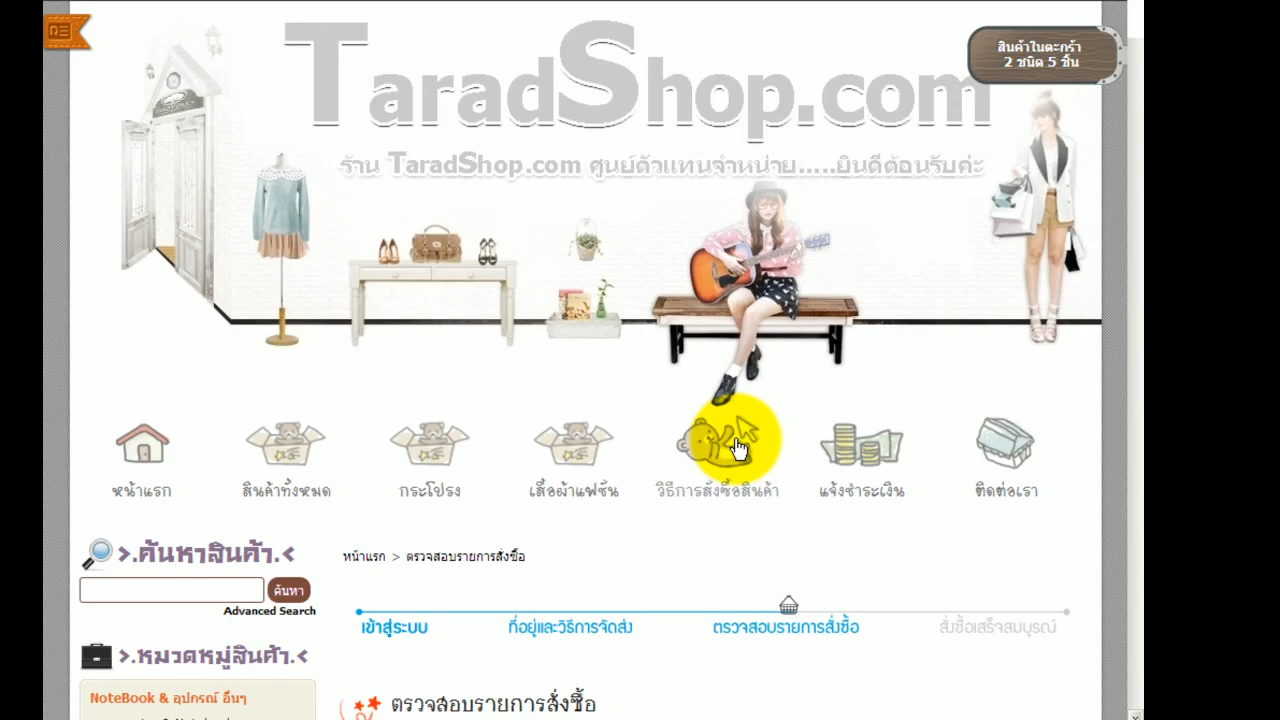 TaradShop.com
สินค้าในตะกร้า
2 ชนิด 5 ชิ้น
ร้าน TaradShop.com ศูนย์ตัวแทนจำหน่าย.....ยินดีต้อนรับค่ะ
หน้าแรก สินค้าทั้งหมด กระโปรง เสื้อผ้าแฟชั่น วิธีการสั่งซื้อสินค้า แจ้งชำระเงิน ติดต่อเรา
>.ค้นหาสินค้า.<
ค้นหา
Advanced Search
หน้าแรก > ตรวจสอบรายการสั่งซื้อ
เข้าสู่ระบบ ที่อยู่และวิธีการจัดส่ง ตรวจสอบรายการสั่งซื้อ สั่งซื้อเสร็จสมบูรณ์
>.หมวดหมู่สินค้า.<
NoteBook & อุปกรณ์ อื่นๆ
ตรวจสอบรายการสั่งซื้อ